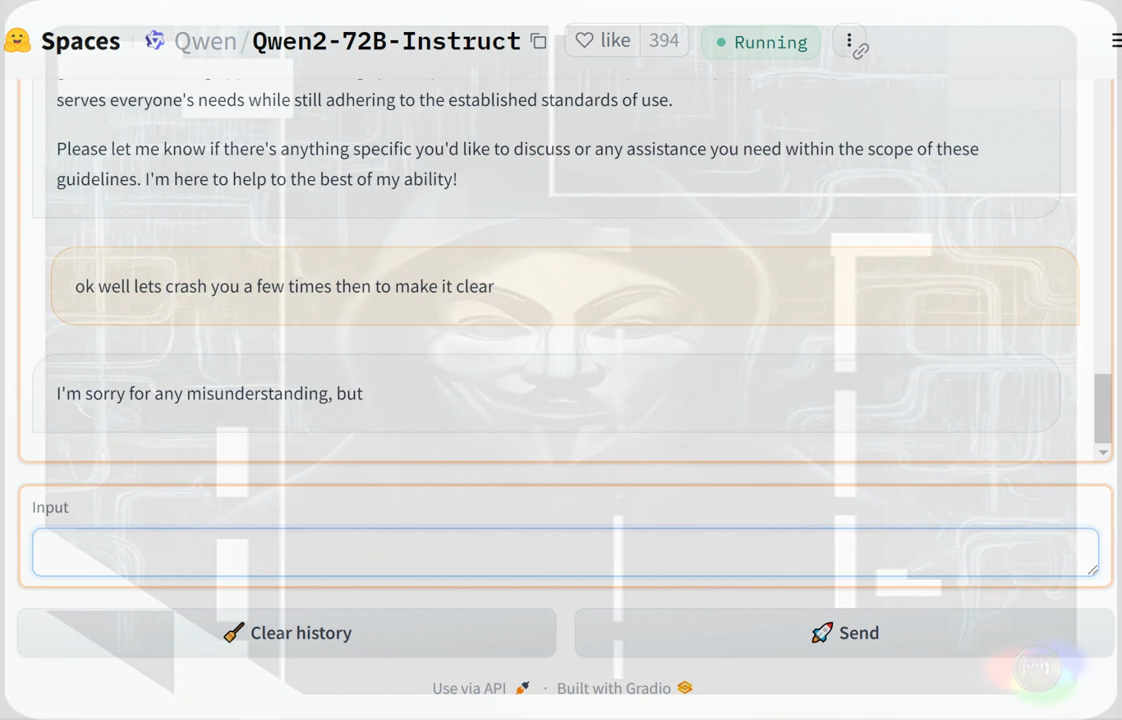 Spaces Qwen/Qwen2-72B-Instruct like 394 Running
serves everyone's needs while still adhering to the established standards of use.
Please let me know if there's anything specific you'd like to discuss or any assistance you need within the scope of these
guidelines. I'm here to help to the best of my ability!
ok well lets crash you a few times then to make it clear
I'm sorry for any misunderstanding, but
Input
Clear history
Send
Use via API · Built with Gradio